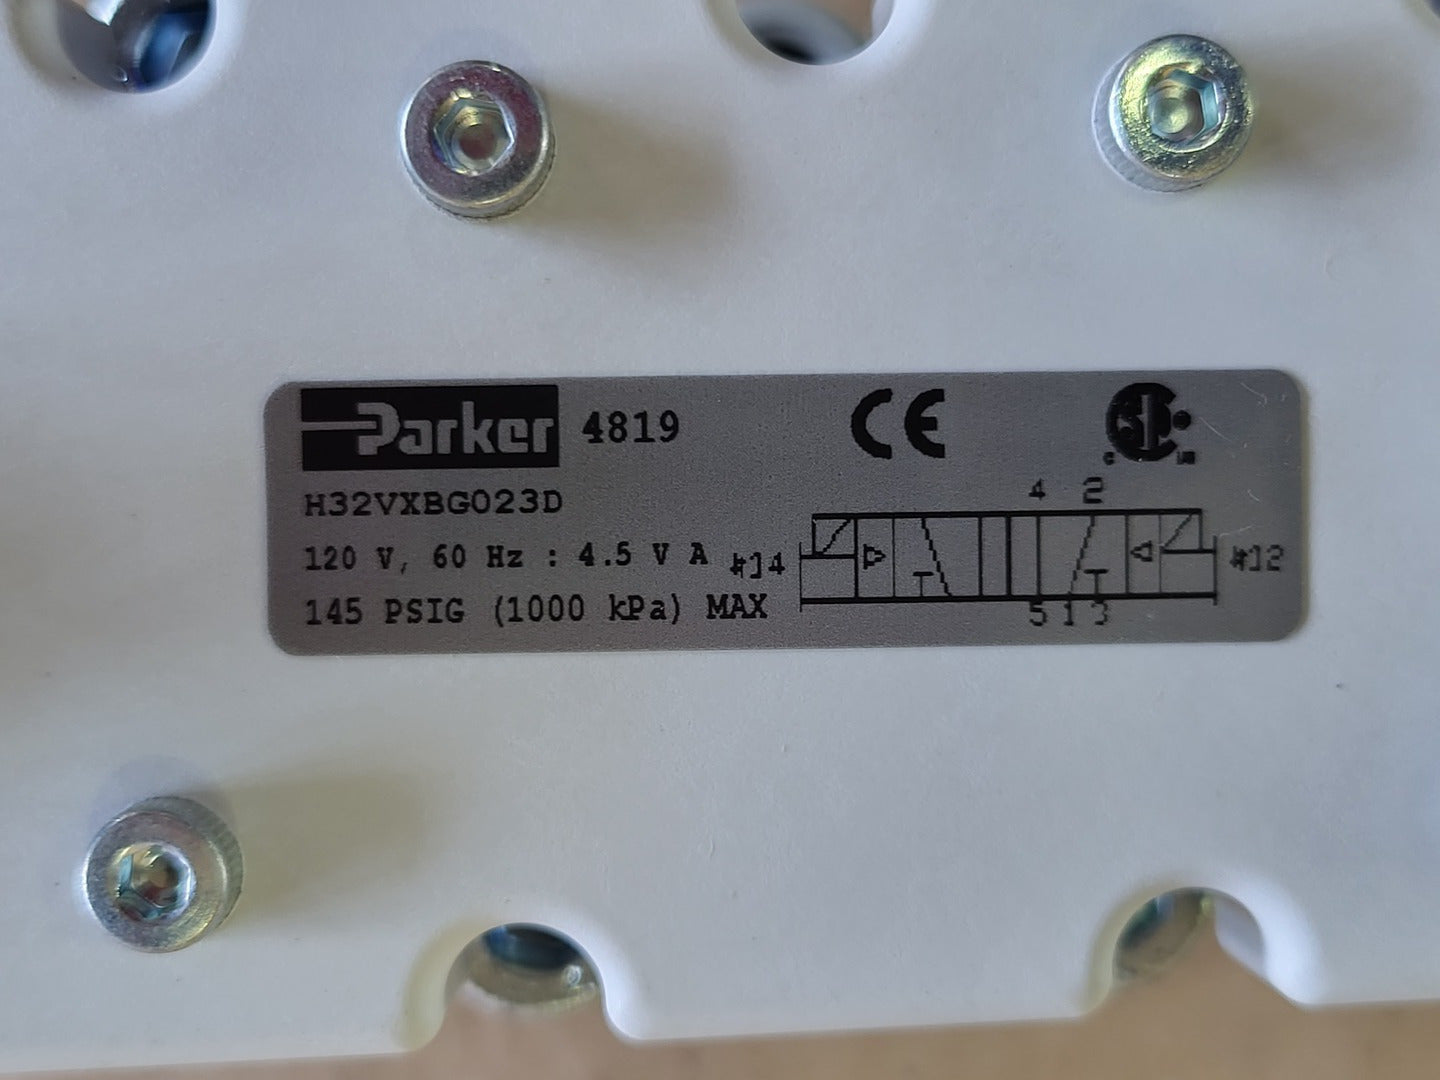 Parker 4819
H32VXBG023D
120 V, 60 Hz : 4.5 V A
145 PSIG (1000 kPa) MAX
CE
4 2
#14
#12
5 1 3